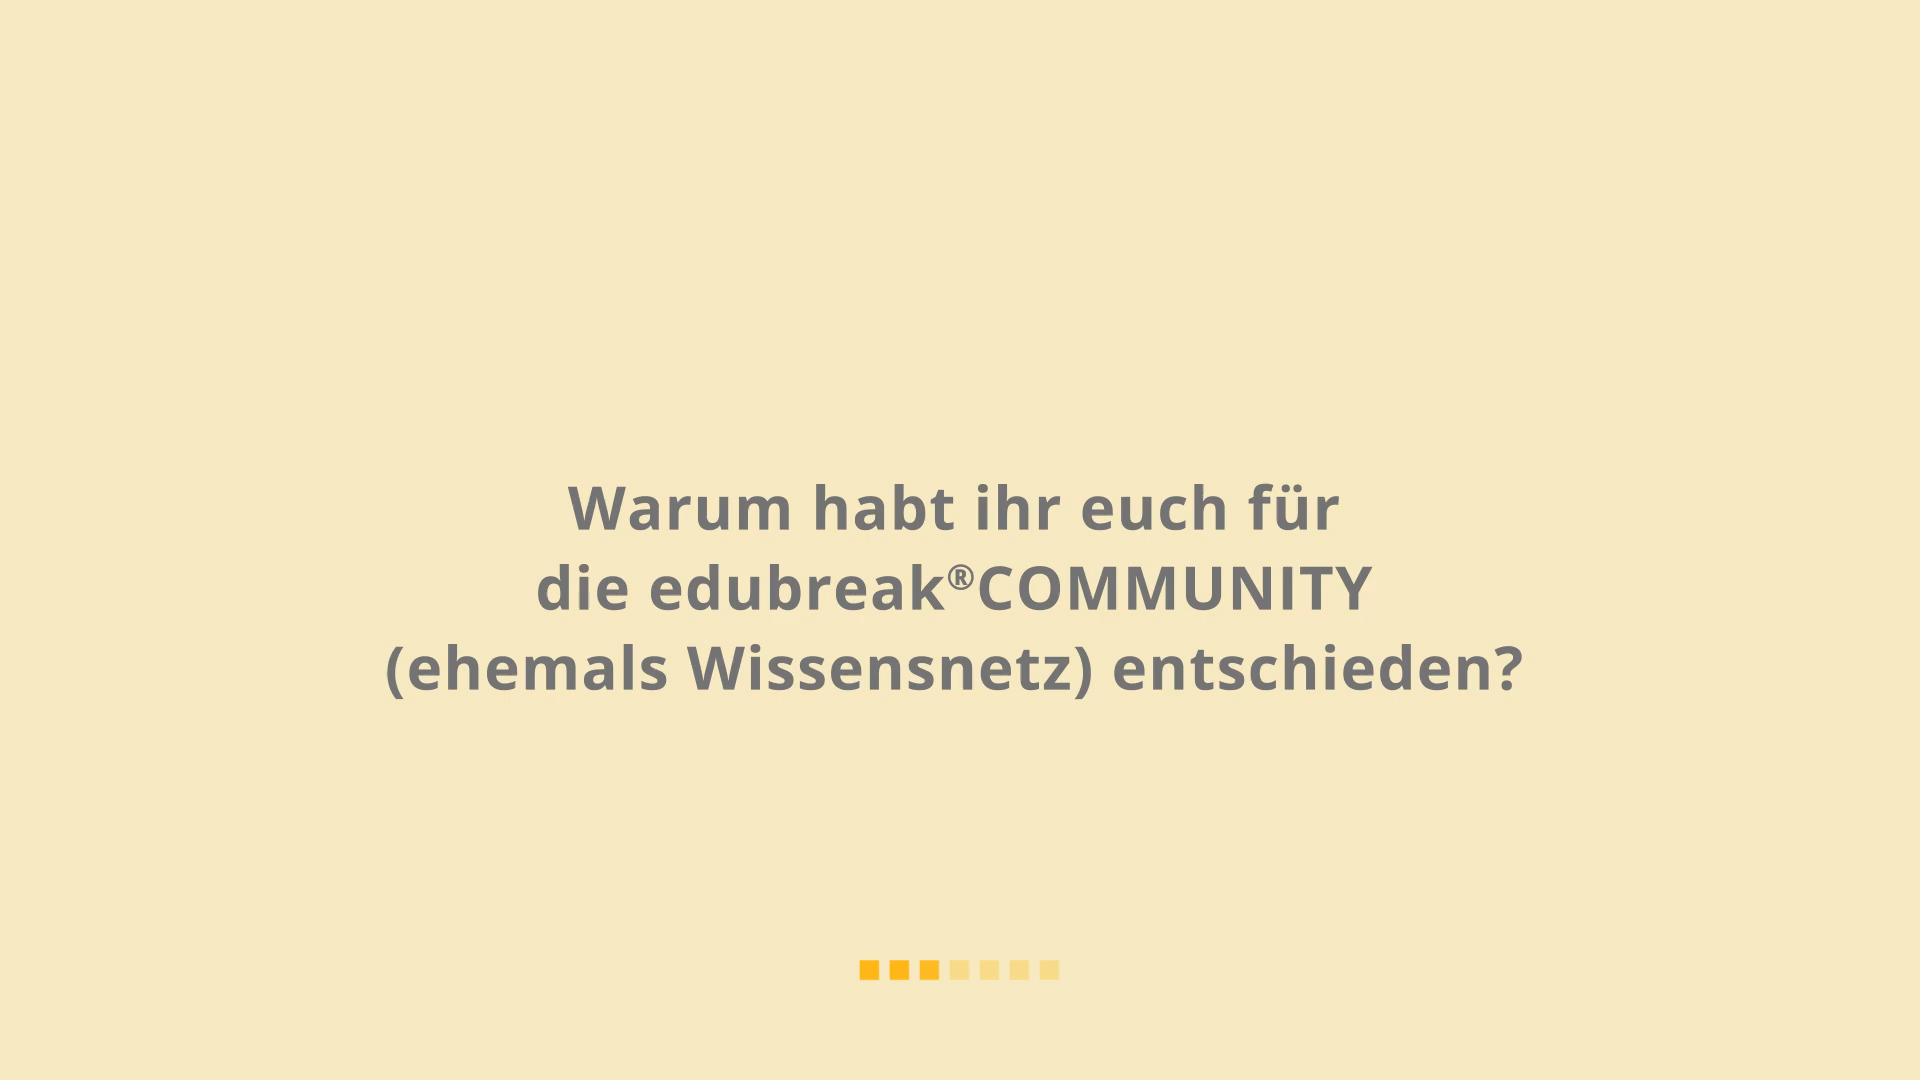 Warum habt ihr euch für
die edubreak®COMMUNITY
(ehemals Wissensnetz) entschieden?